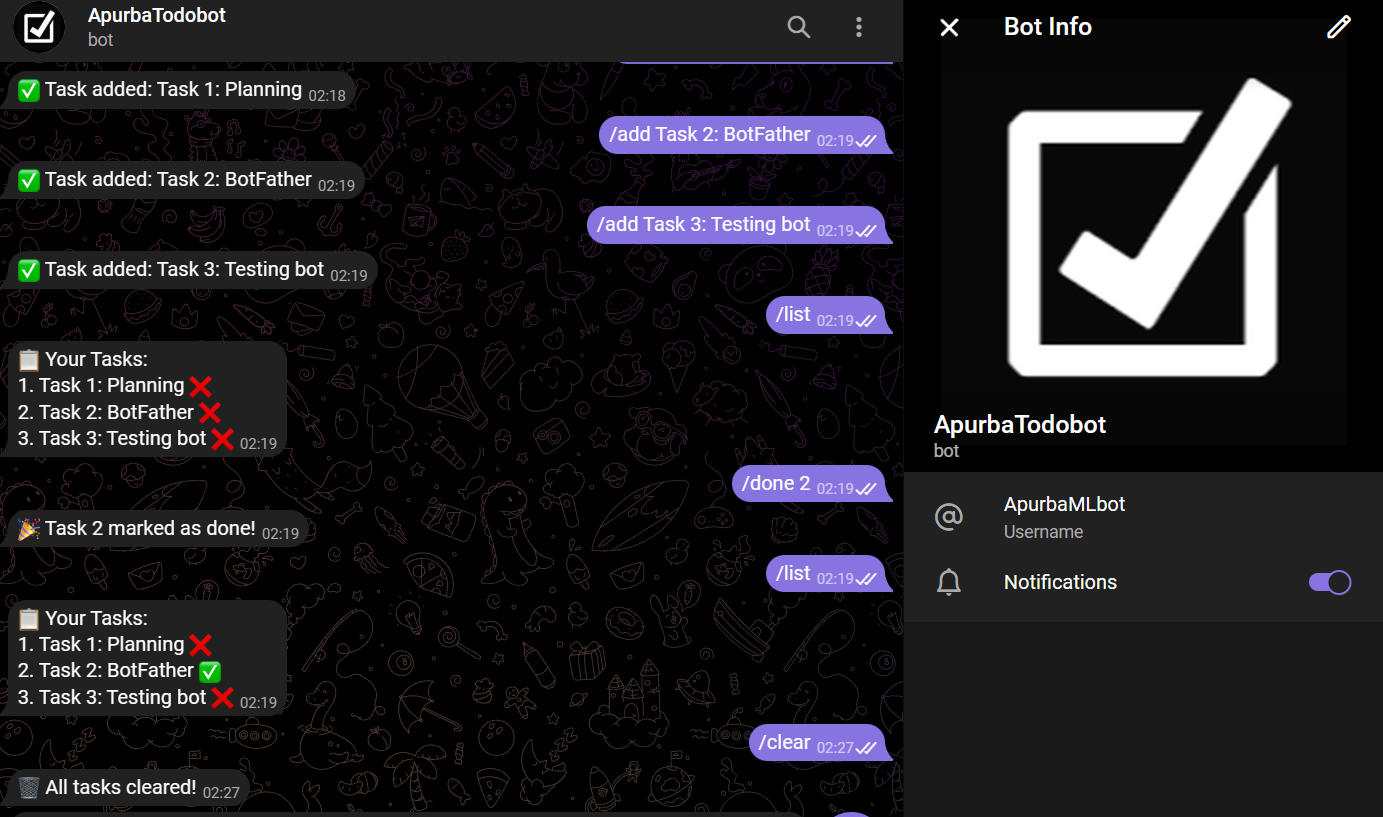 ApurbaTodobot
bot
✅ Task added: Task 1: Planning 02:18
/add Task 2: BotFather 02:19
✅ Task added: Task 2: BotFather 02:19
/add Task 3: Testing bot 02:19
✅ Task added: Task 3: Testing bot 02:19
/list 02:19
📋 Your Tasks:
1. Task 1: Planning ❌
2. Task 2: BotFather ❌
3. Task 3: Testing bot ❌ 02:19
/done 2 02:19
🎉 Task 2 marked as done! 02:19
/list 02:19
📋 Your Tasks:
1. Task 1: Planning ❌
2. Task 2: BotFather ✅
3. Task 3: Testing bot ❌ 02:19
/clear 02:27
🗑️ All tasks cleared! 02:27
Bot Info
ApurbaTodobot
bot
@ ApurbaMLbot
Username
Notifications